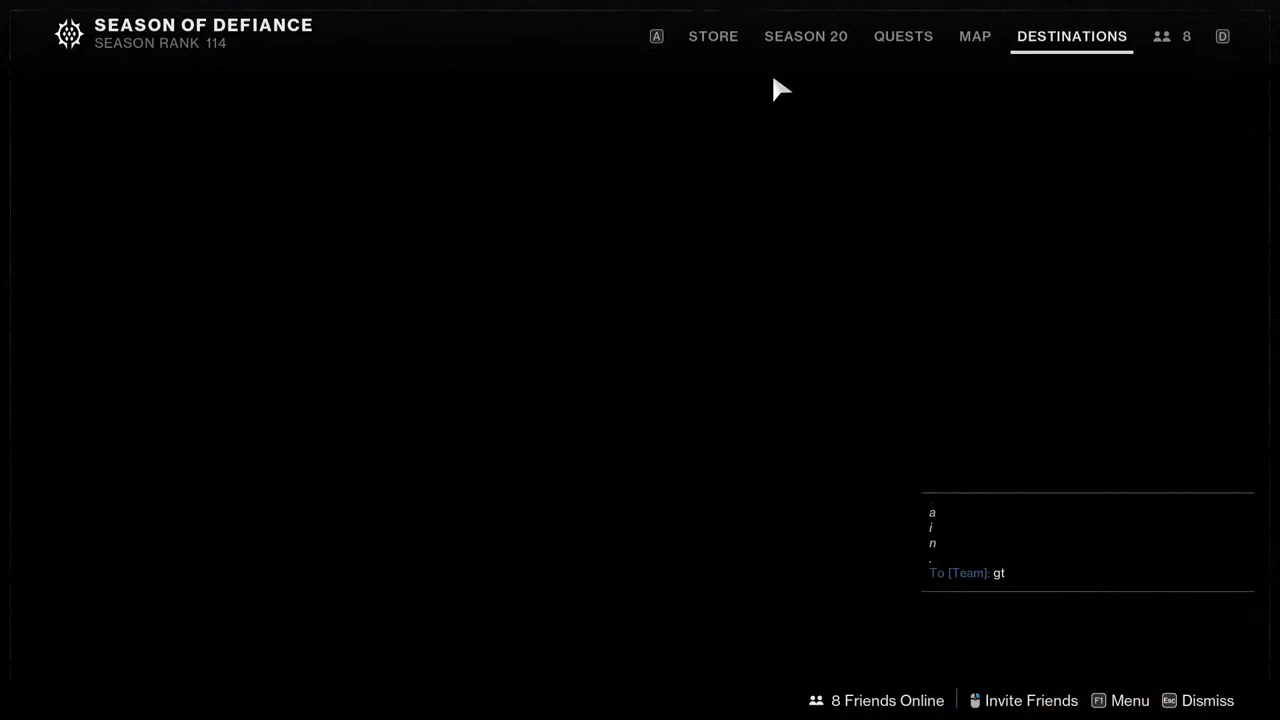 SEASON OF DEFIANCE
SEASON RANK 114
A STORE SEASON 20 QUESTS MAP DESTINATIONS 8 D
a
i
n
.
To [Team]: gt
8 Friends Online Invite Friends F1 Menu Esc Dismiss